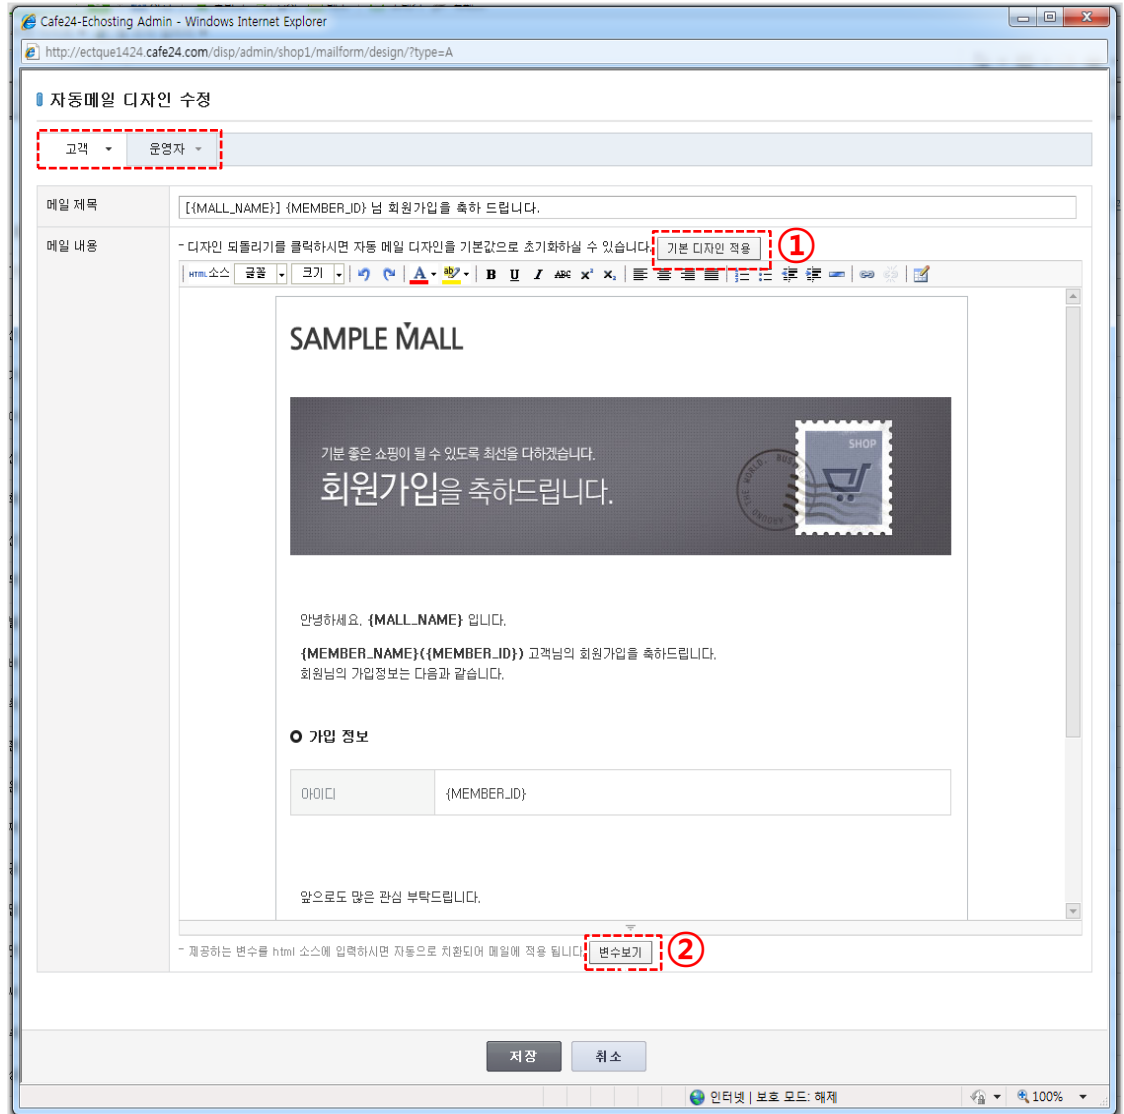 Cafe24-Echosting Admin - Windows Internet Explorer
http://ectque1424.cafe24.com/disp/admin/shop1/mailform/design/?type=A
자동메일 디자인 수정
고객 운영자
메일 제목 [{MALL_NAME}] {MEMBER_ID} 님 회원가입을 축하 드립니다.
메일 내용 - 디자인 되돌리기를 클릭하시면 자동 메일 디자인을 기본값으로 초기화하실 수 있습니다. 기본 디자인 적용 ①
HTML 소스 글꼴 크기 A ab B U I ABC x² x₂
SAMPLE MALL
기분 좋은 쇼핑이 될 수 있도록 최선을 다하겠습니다.
회원가입을 축하드립니다.
SHOP
안녕하세요. {MALL_NAME} 입니다.
{MEMBER_NAME}({MEMBER_ID}) 고객님의 회원가입을 축하드립니다.
회원님의 가입정보는 다음과 같습니다.
가입 정보
아이디 {MEMBER_ID}
앞으로도 많은 관심 부탁드립니다.
- 제공하는 변수를 html 소스에 입력하시면 자동으로 치환되어 메일에 적용 됩니다. 변수보기 ②
저장 취소
인터넷 | 보호 모드: 해제 100%